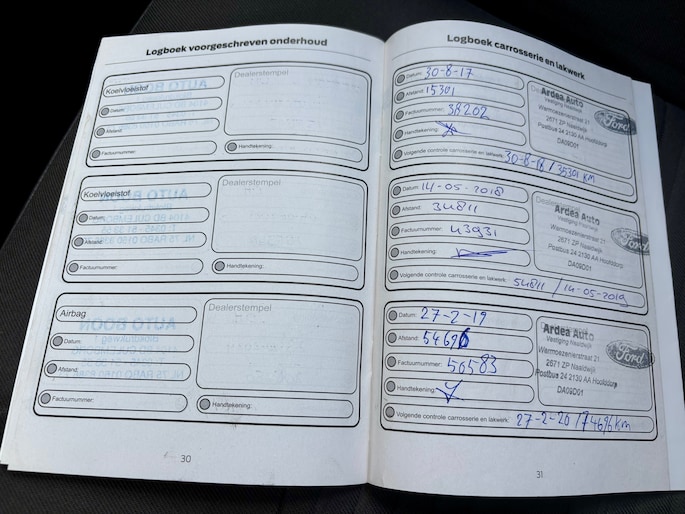 Logboek voorgeschreven onderhoud
Koelvloeistof
Datum:
Afstand:
Factuurnummer:
Dealerstempel
Handtekening:
Koelvloeistof
Datum:
Afstand:
Factuurnummer:
Dealerstempel
Handtekening:
Airbag
Datum:
Afstand:
Factuurnummer:
Dealerstempel
Handtekening:
30
Logboek carrosserie en lakwerk
Datum: 30-8-17
Afstand: 15301
Factuurnummer: 38202
Handtekening:
Volgende controle carrosserie en lakwerk: 30-8-18 / 35301 KM
Ardea Auto
Vestiging Naaldwijk
Warmoezenierstraat 21
2671 ZP Naaldwijk
Postbus 24 2130 AA Hoofddorp
DA09D01
Ford
Datum: 14-05-2018
Afstand: 34811
Factuurnummer: 43931
Handtekening:
Volgende controle carrosserie en lakwerk: 54811 / 14-05-2019
Ardea Auto
Vestiging Naaldwijk
Warmoezenierstraat 21
2671 ZP Naaldwijk
Postbus 24 2130 AA Hoofddorp
DA09D01
Ford
Datum: 27-2-19
Afstand: 54696
Factuurnummer: 50583
Handtekening:
Volgende controle carrosserie en lakwerk: 27-2-20 / 74696 km
Ardea Auto
Vestiging Naaldwijk
Warmoezenierstraat 21
2671 ZP Naaldwijk
Postbus 24 2130 AA Hoofddorp
DA09D01
Ford
31